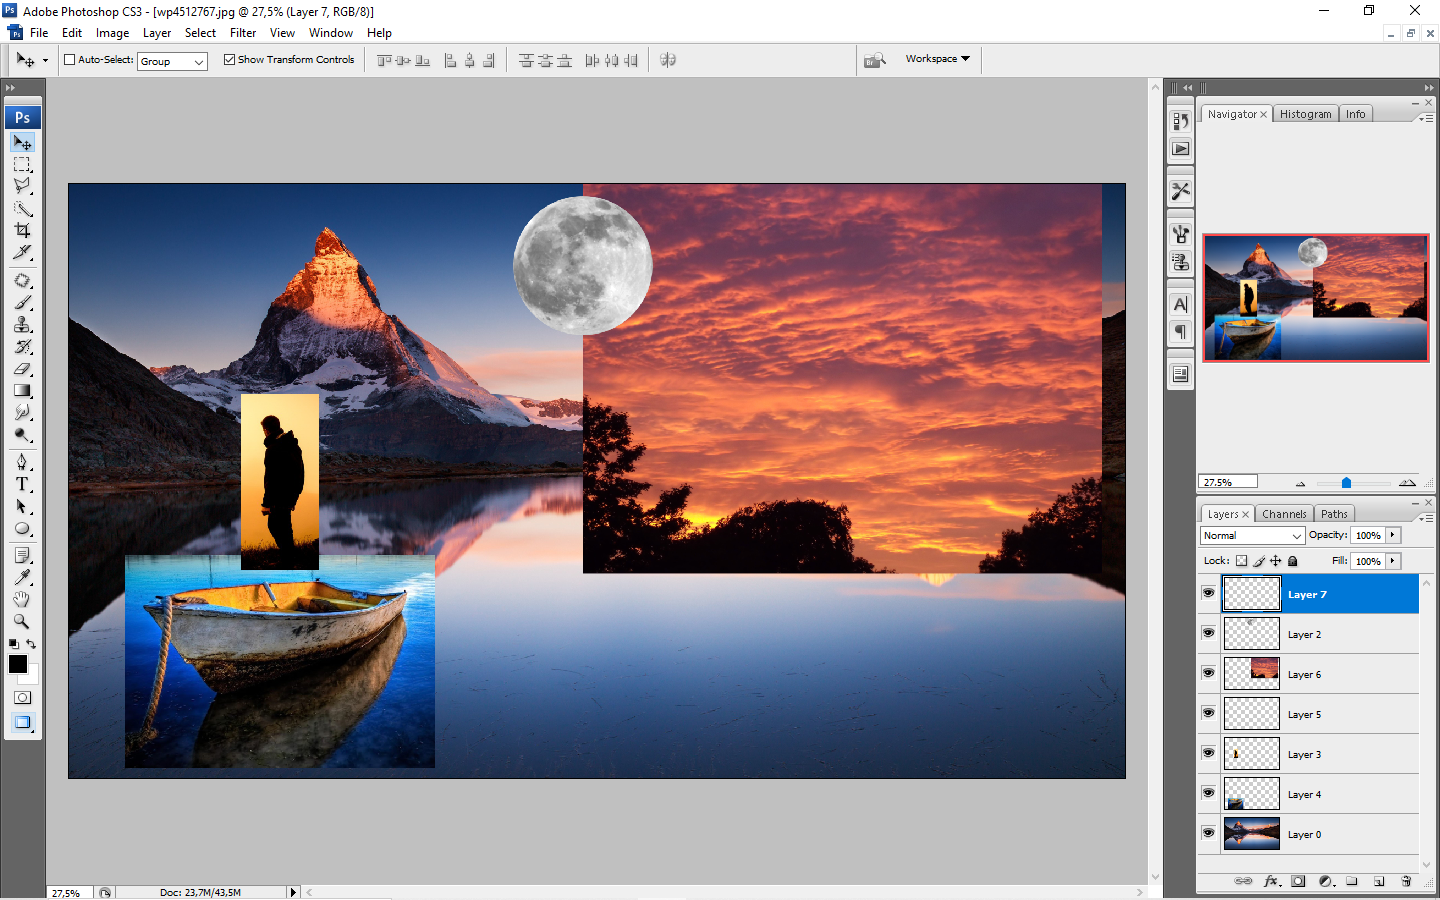 Ps Adobe Photoshop CS3 - [wp4512767.jpg @ 27,5% (Layer 7, RGB/8)]
File Edit Image Layer Select Filter View Window Help
Auto-Select: Group Show Transform Controls Workspace
Ps
Navigator Histogram Info
27.5%
Layers Channels Paths
Normal Opacity: 100%
Lock: Fill: 100%
Layer 7
Layer 2
Layer 6
Layer 5
Layer 3
Layer 4
Layer 0
27,5% Doc: 23,7M/43,5M